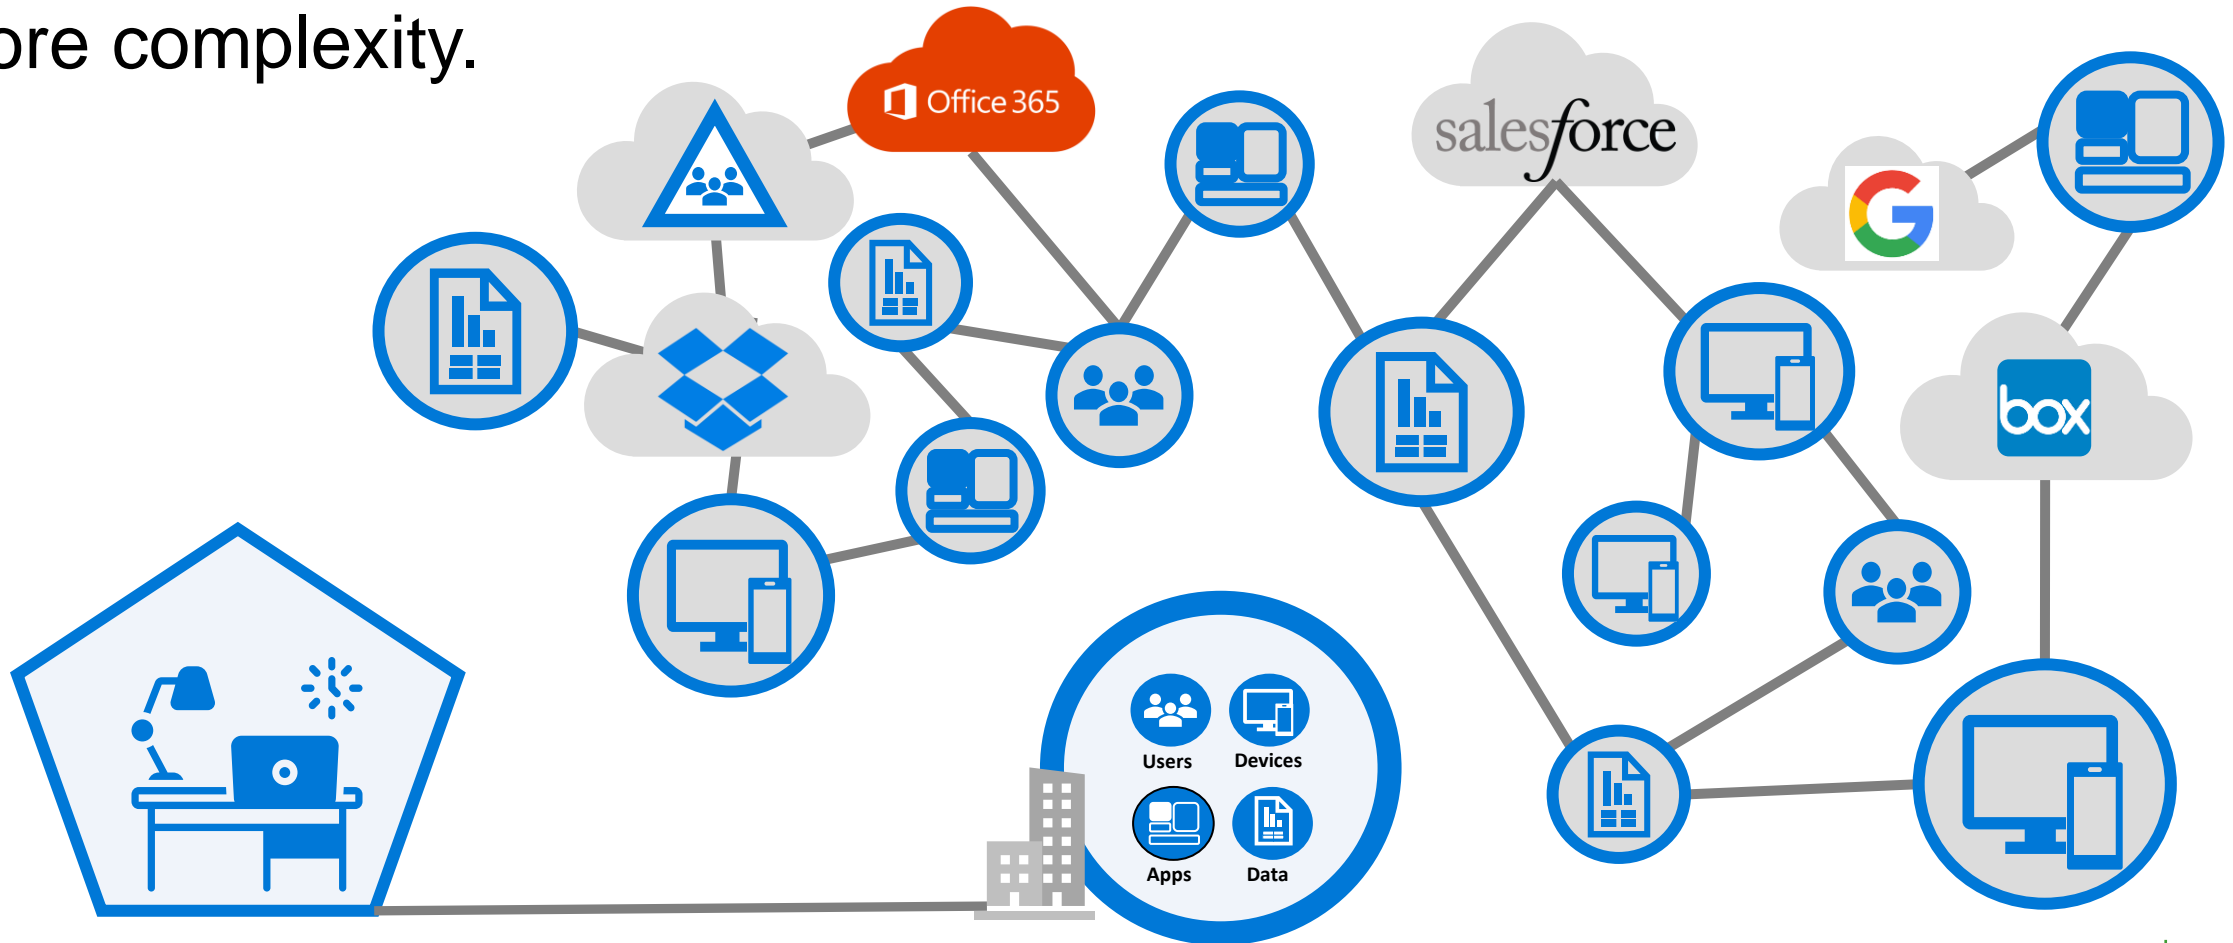 ore complexity.
Office 365
salesforce
box
Users
Devices
Apps
Data